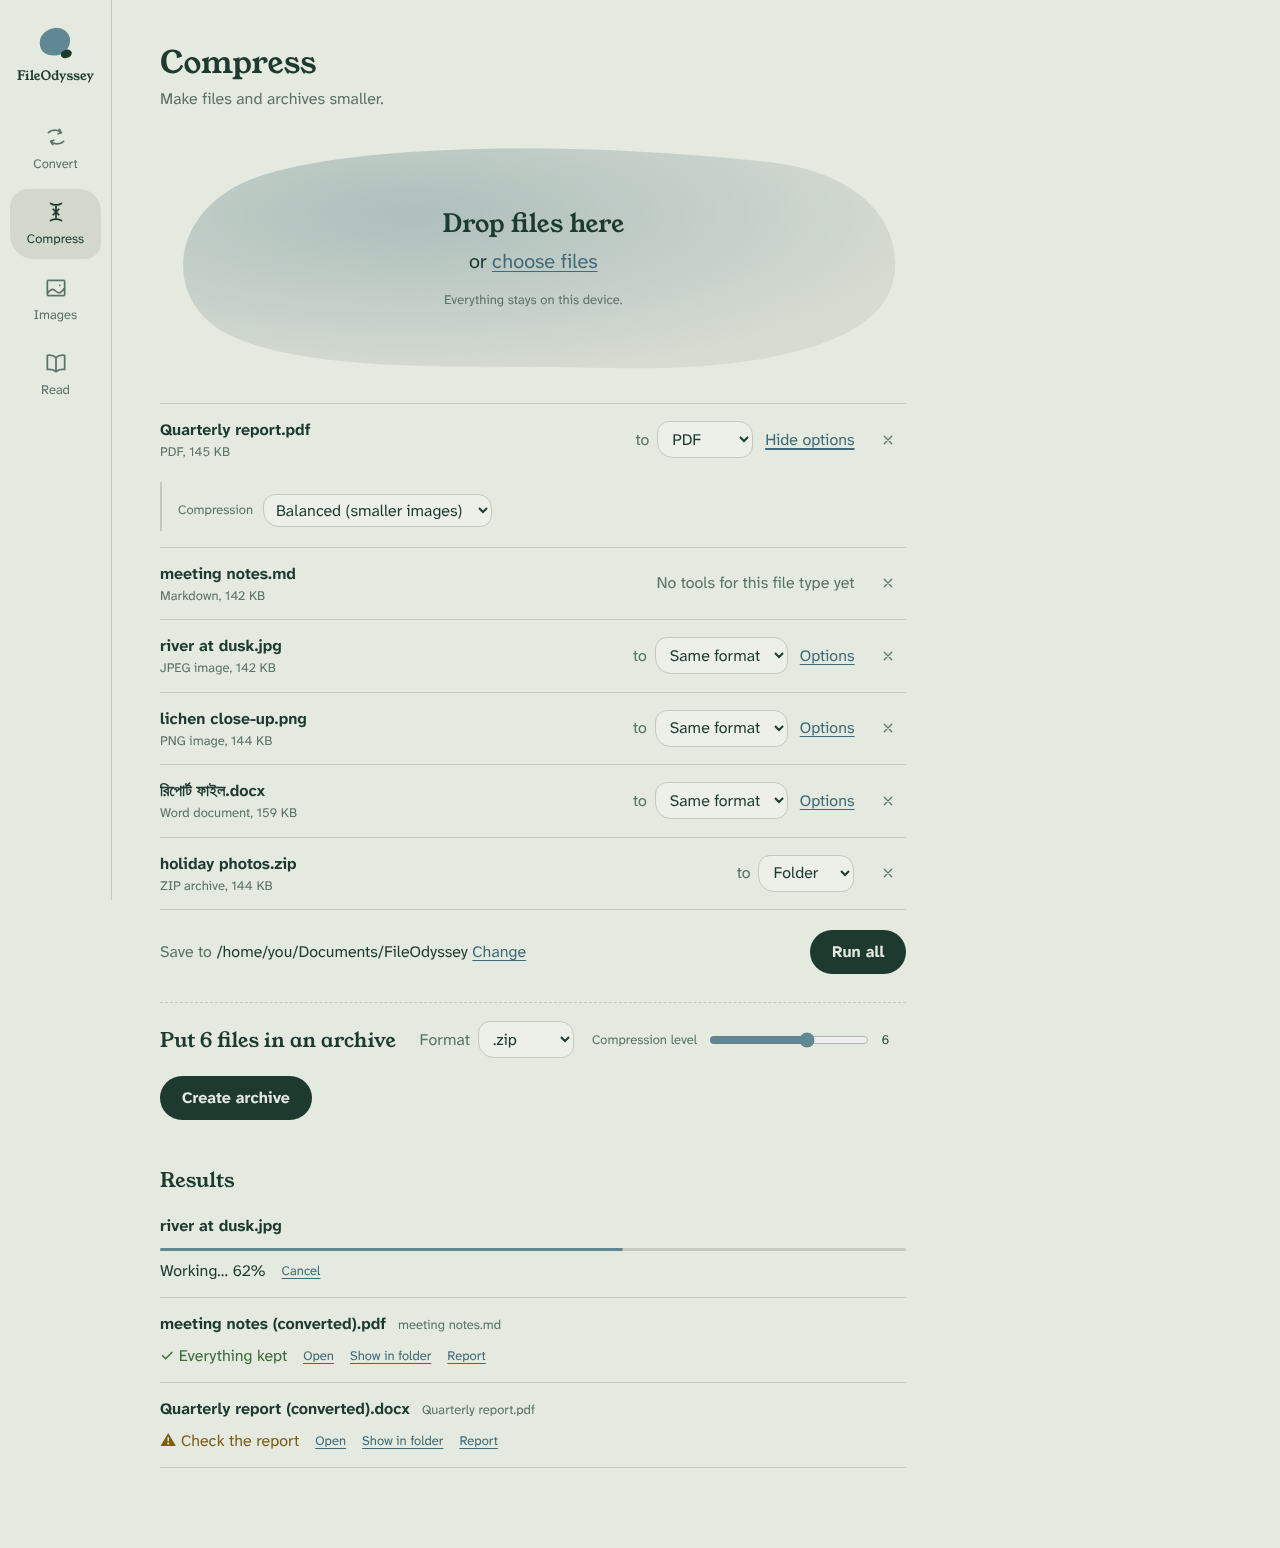 FileOdyssey
Convert
Compress
Images
Read
Compress
Make files and archives smaller.
Drop files here
or choose files
Everything stays on this device.
Quarterly report.pdf
PDF, 145 KB
to PDF Hide options
Compression Balanced (smaller images)
meeting notes.md
Markdown, 142 KB
No tools for this file type yet
river at dusk.jpg
JPEG image, 142 KB
to Same format Options
lichen close-up.png
PNG image, 144 KB
to Same format Options
রিপোর্ট ফাইল.docx
Word document, 159 KB
to Same format Options
holiday photos.zip
ZIP archive, 144 KB
to Folder
Save to /home/you/Documents/FileOdyssey Change
Run all
Put 6 files in an archive Format .zip Compression level 6
Create archive
Results
river at dusk.jpg
Working... 62% Cancel
meeting notes (converted).pdf meeting notes.md
Everything kept Open Show in folder Report
Quarterly report (converted).docx Quarterly report.pdf
Check the report Open Show in folder Report